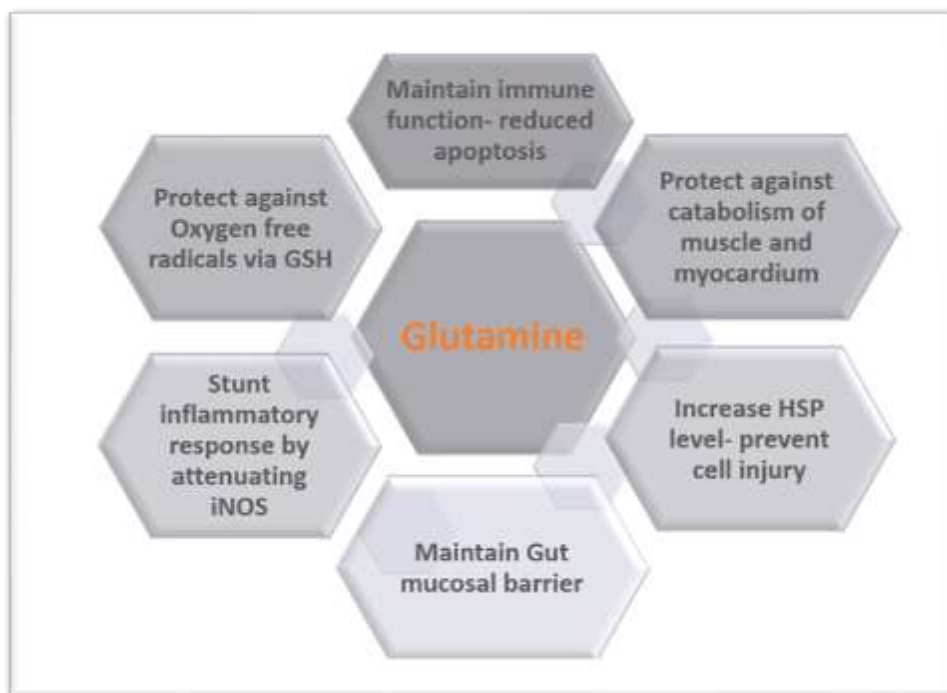 Maintain immune
function- reduced
apoptosis
Protect against
catabolism of
muscle and
myocardium
Increase HSP
level- prevent
cell injury
Maintain Gut
mucosal barrier
Stunt
inflammatory
response by
attenuating
iNOS
Protect against
Oxygen free
radicals via GSH
Glutamine